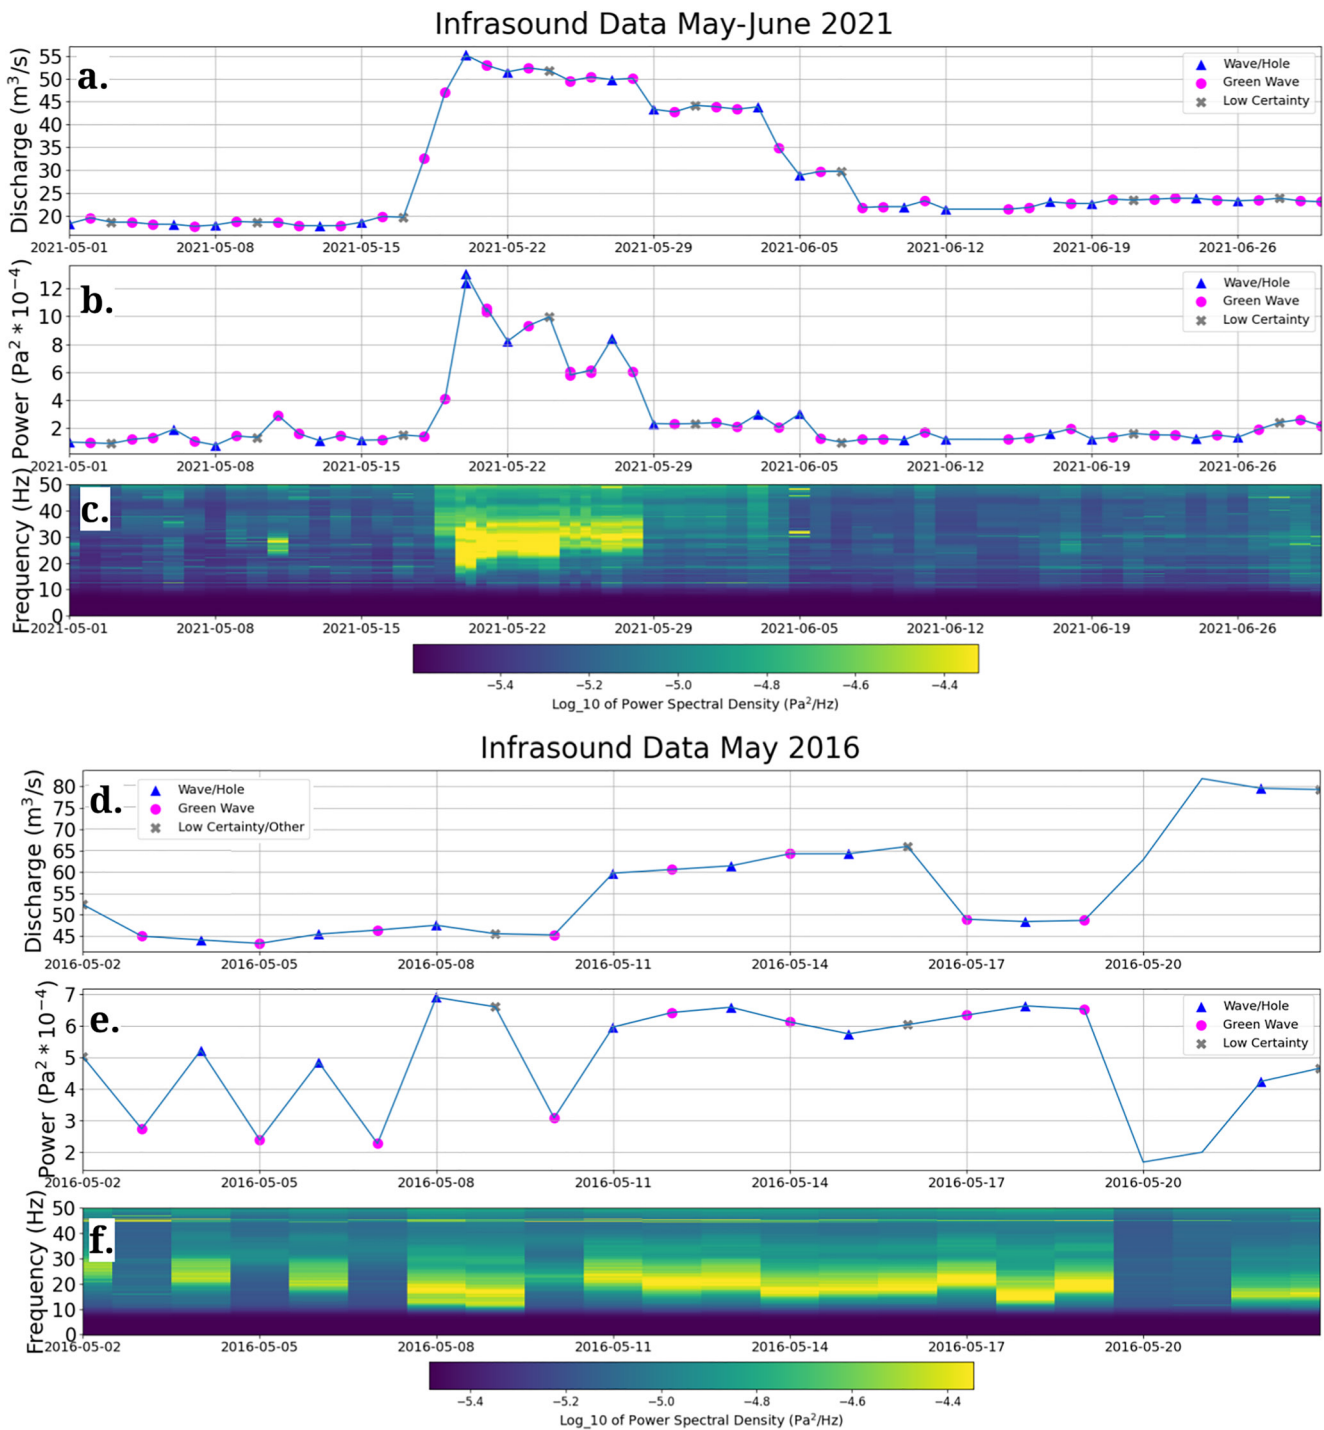 Infrasound Data May-June 2021
a.
Discharge (m³/s)
55
50
45
40
35
30
25
20
Wave/Hole
Green Wave
Low Certainty
2021-05-01 2021-05-08 2021-05-15 2021-05-22 2021-05-29 2021-06-05 2021-06-12 2021-06-19 2021-06-26
b.
Power (Pa² * 10⁻⁴)
12
10
8
6
4
2
Wave/Hole
Green Wave
Low Certainty
2021-05-01 2021-05-08 2021-05-15 2021-05-22 2021-05-29 2021-06-05 2021-06-12 2021-06-19 2021-06-26
c.
Frequency (Hz)
50
40
30
20
10
0
2021-05-01 2021-05-08 2021-05-15 2021-05-22 2021-05-29 2021-06-05 2021-06-12 2021-06-19 2021-06-26
−5.4 −5.2 −5.0 −4.8 −4.6 −4.4
Log_10 of Power Spectral Density (Pa²/Hz)
Infrasound Data May 2016
d.
Discharge (m³/s)
80
75
70
65
60
55
50
45
Wave/Hole
Green Wave
Low Certainty/Other
2016-05-02 2016-05-05 2016-05-08 2016-05-11 2016-05-14 2016-05-17 2016-05-20
e.
Power (Pa² * 10⁻⁴)
7
6
5
4
3
2
Wave/Hole
Green Wave
Low Certainty
2016-05-02 2016-05-05 2016-05-08 2016-05-11 2016-05-14 2016-05-17 2016-05-20
f.
Frequency (Hz)
50
40
30
20
10
0
2016-05-02 2016-05-05 2016-05-08 2016-05-11 2016-05-14 2016-05-17 2016-05-20
−5.4 −5.2 −5.0 −4.8 −4.6 −4.4
Log_10 of Power Spectral Density (Pa²/Hz)